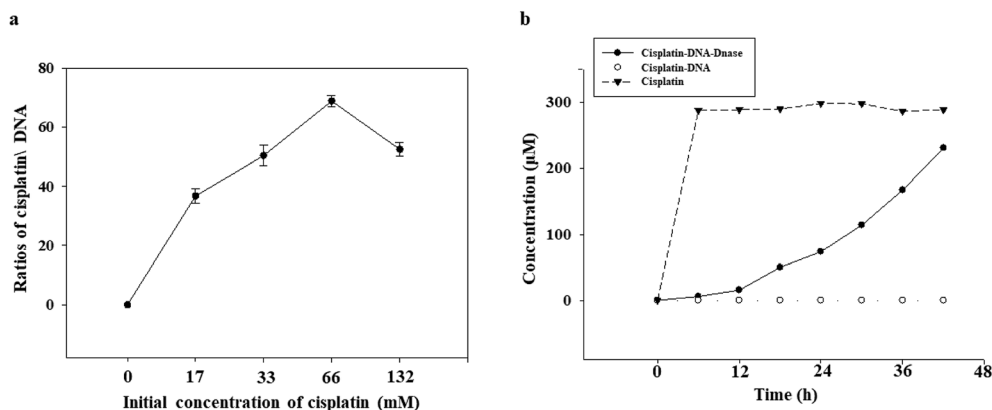 a
80
60
40
20
0
Ratios of cisplatin\ DNA
0 17 33 66 132
Initial concentration of cisplatin (mM)
b
Cisplatin-DNA-Dnase
Cisplatin-DNA
Cisplatin
300
200
100
0
Concentration (μM)
0 12 24 36 48
Time (h)